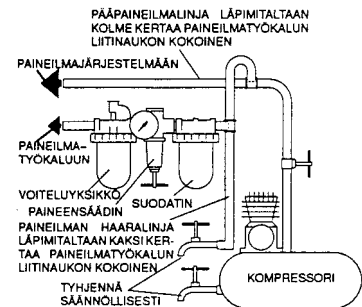 PÄÄPAINEILMALINJA LÄPIMITALTAAN
KOLME KERTAA PAINEILMATYÖKALUN
LIITINAUKON KOKOINEN
PAINEILMAJÄRJESTELMÄÄN
PAINEILMA-
TYÖKALUUN
VOITELUYKSIKKÖ
PAINEENSÄÄDIN
SUODATIN
PAINEILMAN HAARALINJA
LÄPIMITALTAAN KAKSI KER-
TAA PAINEILMATYÖKALUN
LIITINAUKON KOKOINEN
KOMPRESSORI
TYHJENNÄ
SÄÄNNÖLLISESTI